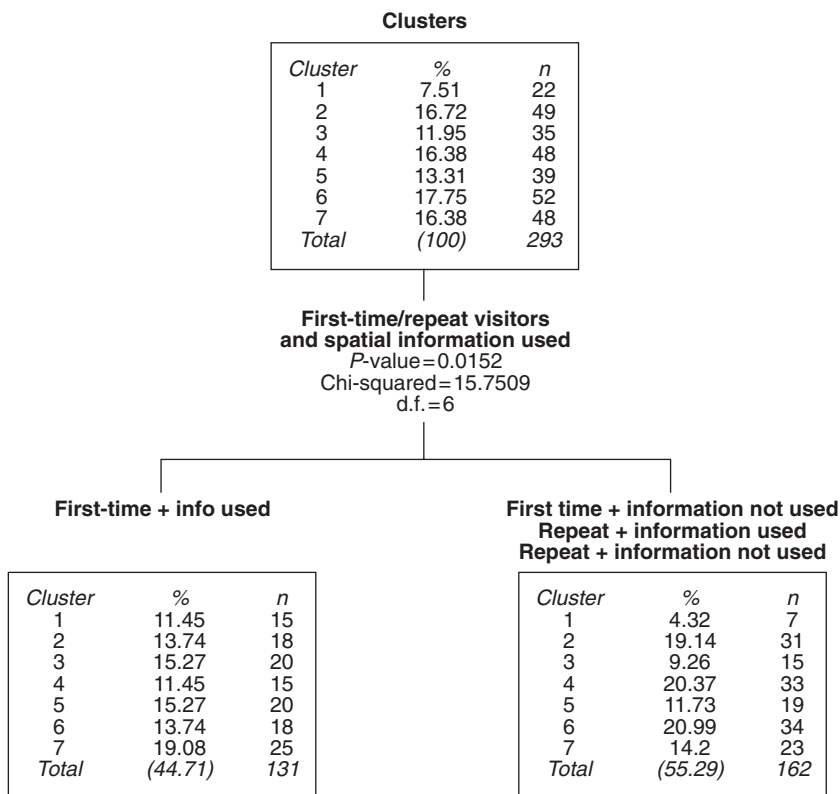 Clusters
Cluster % n
1 7.51 22
2 16.72 49
3 11.95 35
4 16.38 48
5 13.31 39
6 17.75 52
7 16.38 48
Total (100) 293
First-time/repeat visitors
and spatial information used
P-value=0.0152
Chi-squared=15.7509
d.f.=6
First-time + info used
Cluster % n
1 11.45 15
2 13.74 18
3 15.27 20
4 11.45 15
5 15.27 20
6 13.74 18
7 19.08 25
Total (44.71) 131
First time + information not used
Repeat + information used
Repeat + information not used
Cluster % n
1 4.32 7
2 19.14 31
3 9.26 15
4 20.37 33
5 11.73 19
6 20.99 34
7 14.2 23
Total (55.29) 162